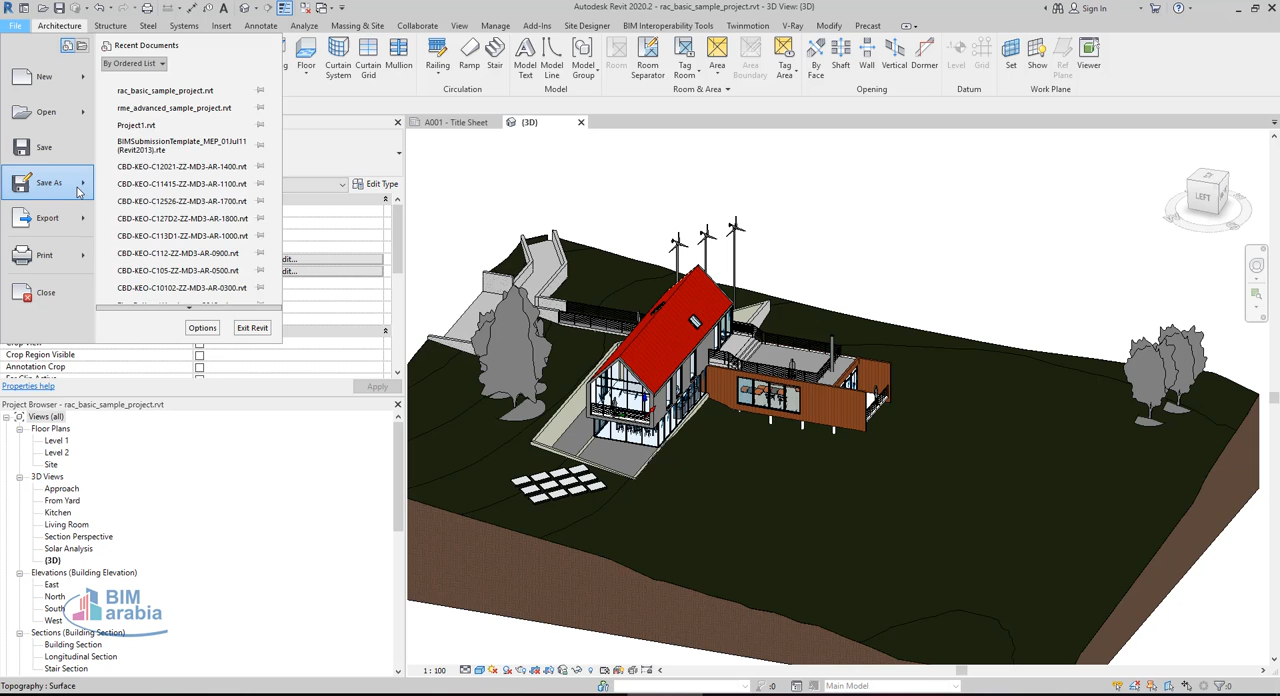 Autodesk Revit 2020.2 - rac_basic_sample_project.rvt - 3D View: {3D}
Sign In
File Architecture Structure Steel Systems Insert Annotate Analyze Massing & Site Collaborate View Manage Add-Ins Site Designer BIM Interoperability Tools Twinmotion V-Ray Modify Precast
Recent Documents
By Ordered List
New
Open
Save
Save As
Export
Print
Close
rac_basic_sample_project.rvt
rme_advanced_sample_project.rvt
Project1.rvt
BIMSubmissionTemplate_MEP_01Jul11
(Revit2013).rte
CBD-KEO-C12021-ZZ-MD3-AR-1400.rvt
CBD-KEO-C11415-ZZ-MD3-AR-1100.rvt
CBD-KEO-C12526-ZZ-MD3-AR-1700.rvt
CBD-KEO-C127D2-ZZ-MD3-AR-1800.rvt
CBD-KEO-C113D1-ZZ-MD3-AR-1000.rvt
CBD-KEO-C112-ZZ-MD3-AR-0900.rvt
CBD-KEO-C105-ZZ-MD3-AR-0500.rvt
CBD-KEO-C10102-ZZ-MD3-AR-0300.rvt
Options Exit Revit
Floor
Curtain
System
Curtain
Grid
Mullion
Railing
Ramp
Stair
Model
Text
Model
Line
Model
Group
Room
Room
Separator
Tag
Room
Area
Area
Boundary
Tag
Area
By
Face
Shaft
Wall
Vertical
Dormer
Level
Grid
Set
Show
Ref
Plane
Viewer
Circulation Model Room & Area Opening Datum Work Plane
A001 - Title Sheet
{3D}
Edit Type
dit...
dit...
Crop Region Visible
Annotation Crop
Properties help
Apply
Project Browser - rac_basic_sample_project.rvt
Views (all)
Floor Plans
Level 1
Level 2
Site
3D Views
Approach
From Yard
Kitchen
Living Room
Section Perspective
Solar Analysis
{3D}
Elevations (Building Elevation)
East
North
South
West
Sections (Building Section)
Building Section
Longitudinal Section
Stair Section
BIM
arabia
LEFT
1 : 100
Topography : Surface
:0
Main Model
:0